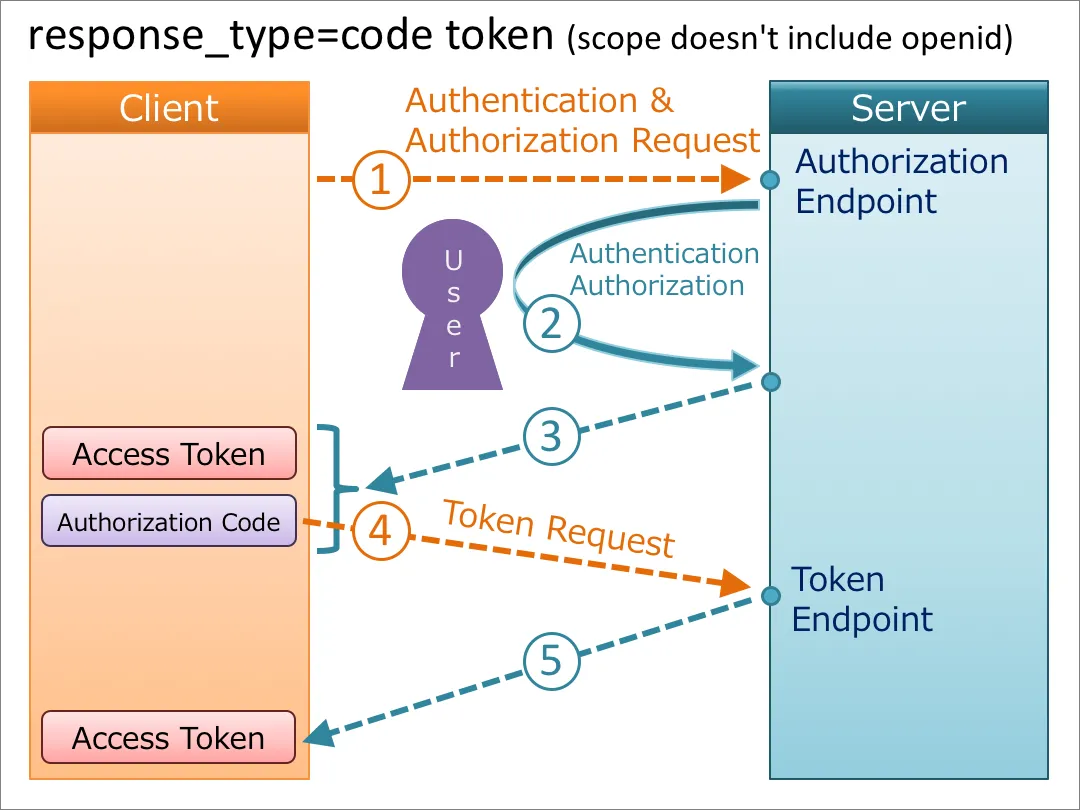 response_type=code token (scope doesn't include openid)
Client
Authentication &
Authorization Request
Server
1
Authorization
Endpoint
User
Authentication
Authorization
2
3
Access Token
Authorization Code
4
Token Request
Token
Endpoint
5
Access Token